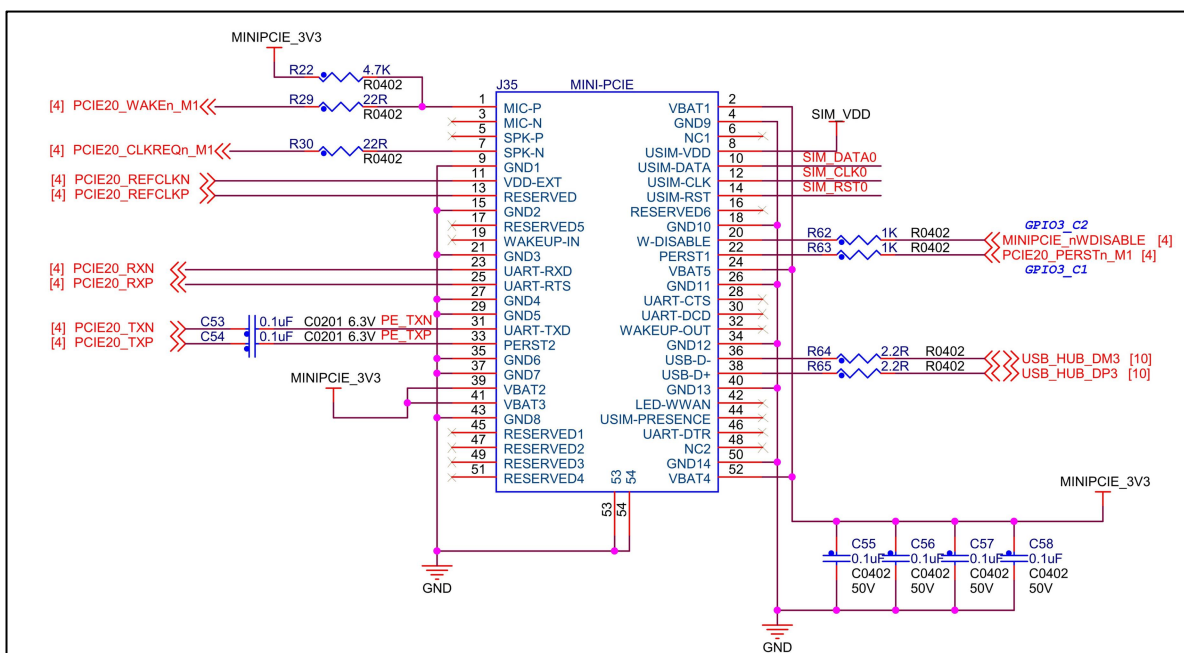 MINIPCIE_3V3
R22 4.7K
R0402
[4] PCIE20_WAKEn_M1 R29 22R
R0402
[4] PCIE20_CLKREQn_M1 R30 22R
R0402
[4] PCIE20_REFCLKN
[4] PCIE20_REFCLKP
[4] PCIE20_RXN
[4] PCIE20_RXP
[4] PCIE20_TXN C53 0.1uF C0201 6.3V PE_TXN
[4] PCIE20_TXP C54 0.1uF C0201 6.3V PE_TXP
MINIPCIE_3V3
J35 MINI-PCIE
1 MIC-P VBAT1 2
3 MIC-N GND9 4
5 SPK-P NC1 6
7 SPK-N USIM-VDD 8
9 GND1 USIM-DATA 10
11 VDD-EXT USIM-CLK 12
13 RESERVED USIM-RST 14
15 GND2 RESERVED6 16
17 RESERVED5 GND10 18
19 WAKEUP-IN W-DISABLE 20
21 GND3 PERST1 22
23 UART-RXD VBAT5 24
25 UART-RTS GND11 26
27 GND4 UART-CTS 28
29 GND5 UART-DCD 30
31 UART-TXD WAKEUP-OUT 32
33 PERST2 GND12 34
35 GND6 USB-D- 36
37 GND7 USB-D+ 38
39 VBAT2 GND13 40
41 VBAT3 LED-WWAN 42
43 GND8 USIM-PRESENCE 44
45 RESERVED1 UART-DTR 46
47 RESERVED2 NC2 48
49 RESERVED3 GND14 50
51 RESERVED4 VBAT4 52
53 54
53 54
GND
SIM_VDD
SIM_DATA0
SIM_CLK0
SIM_RST0
GPIO3_C2
R62 1K R0402 MINIPCIE_nWDISABLE [4]
R63 1K R0402 PCIE20_PERSTn_M1 [4]
GPIO3_C1
R64 2.2R R0402 USB_HUB_DM3 [10]
R65 2.2R R0402 USB_HUB_DP3 [10]
MINIPCIE_3V3
C55 C56 C57 C58
0.1uF 0.1uF 0.1uF 0.1uF
C0402 C0402 C0402 C0402
50V 50V 50V 50V
GND